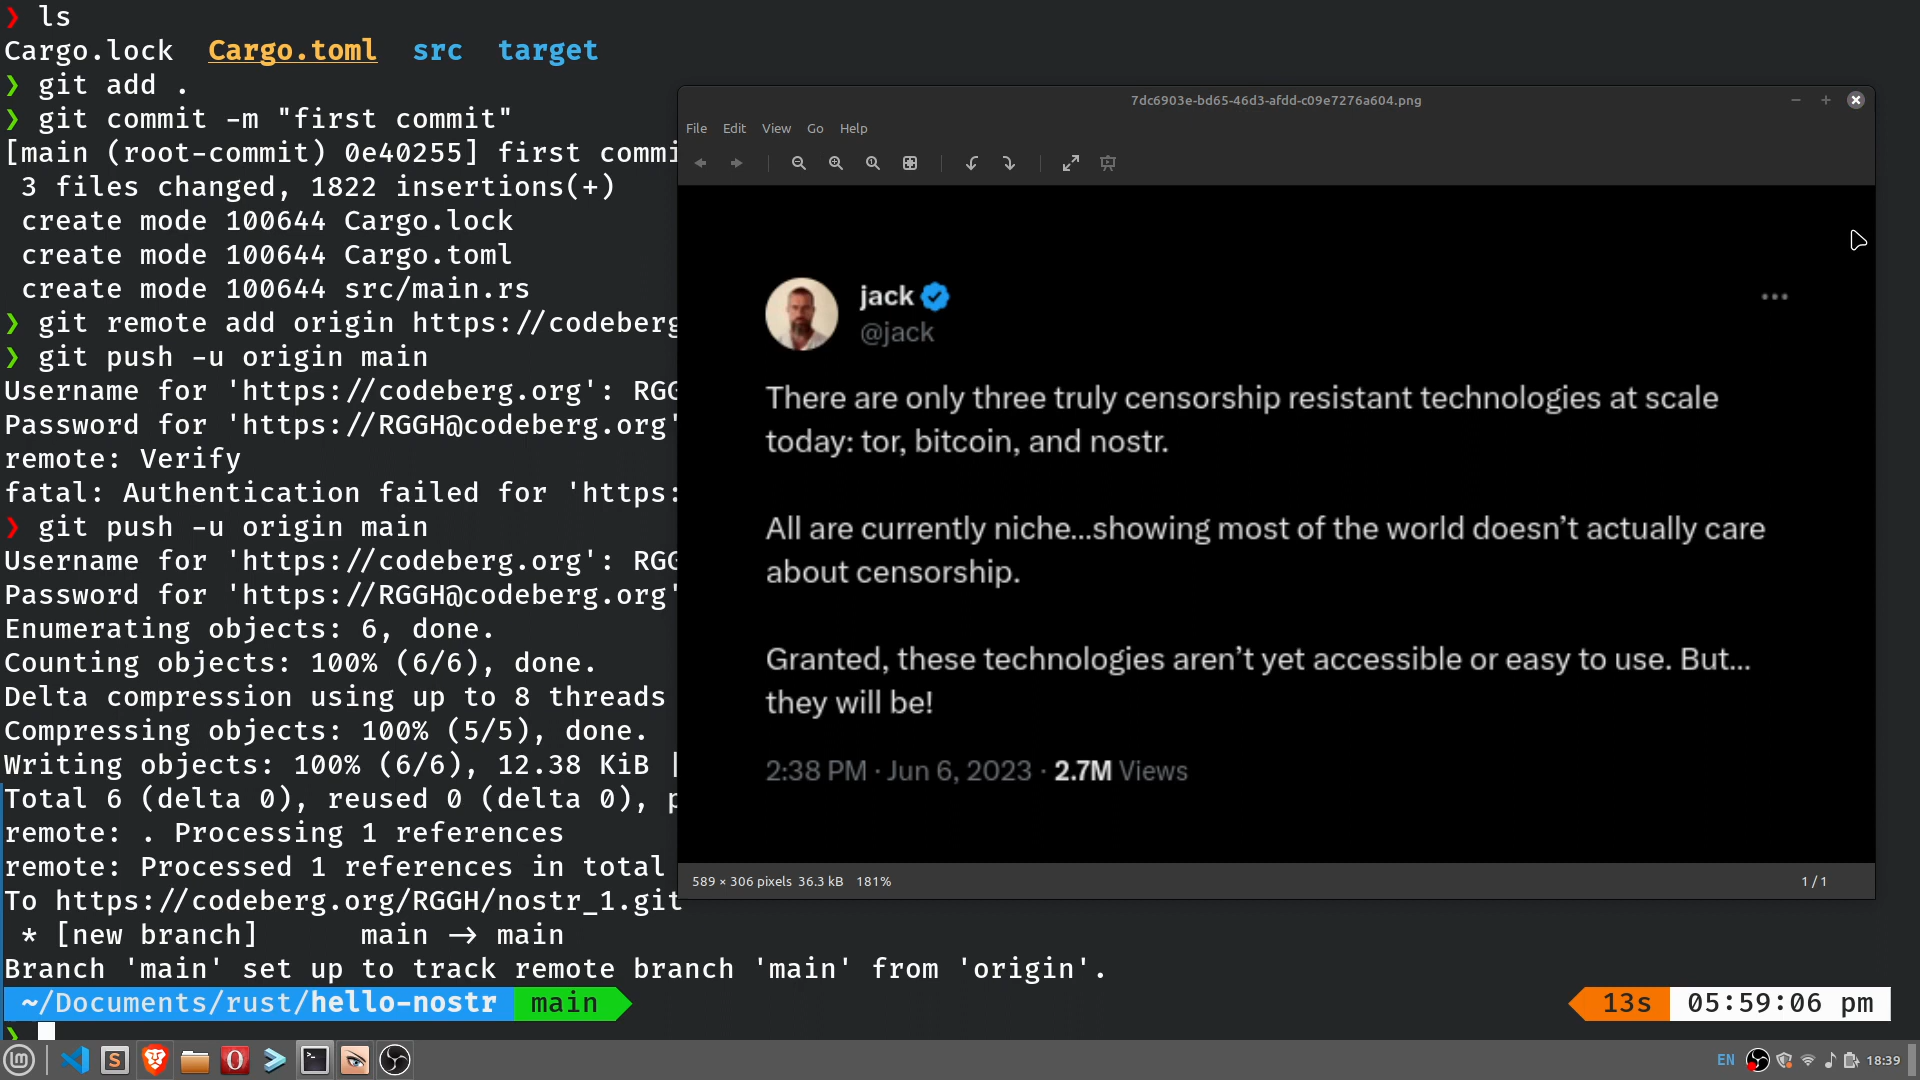 ❯ ls
Cargo.lock  Cargo.toml  src  target
❯ git add .
❯ git commit -m "first commit"
[main (root-commit) 0e40255] first commi
 3 files changed, 1822 insertions(+)
 create mode 100644 Cargo.lock
 create mode 100644 Cargo.toml
 create mode 100644 src/main.rs
❯ git remote add origin https://codeberg
❯ git push -u origin main
Username for 'https://codeberg.org': RGG
Password for 'https://RGGH@codeberg.org'
remote: Verify
fatal: Authentication failed for 'https:
❯ git push -u origin main
Username for 'https://codeberg.org': RGG
Password for 'https://RGGH@codeberg.org'
Enumerating objects: 6, done.
Counting objects: 100% (6/6), done.
Delta compression using up to 8 threads
Compressing objects: 100% (5/5), done.
Writing objects: 100% (6/6), 12.38 KiB |
Total 6 (delta 0), reused 0 (delta 0), p
remote: . Processing 1 references
remote: Processed 1 references in total
To https://codeberg.org/RGGH/nostr_1.git
 * [new branch]      main -> main
Branch 'main' set up to track remote branch 'main' from 'origin'.
~/Documents/rust/hello-nostr main 13s 05:59:06 pm
❯
7dc6903e-bd65-46d3-afdd-c09e7276a604.png
File Edit View Go Help
jack
@jack
There are only three truly censorship resistant technologies at scale
today: tor, bitcoin, and nostr.
All are currently niche...showing most of the world doesn't actually care
about censorship.
Granted, these technologies aren't yet accessible or easy to use. But...
they will be!
2:38 PM · Jun 6, 2023 · 2.7M Views
589 × 306 pixels 36.3 kB 181% 1 / 1
EN 18:39